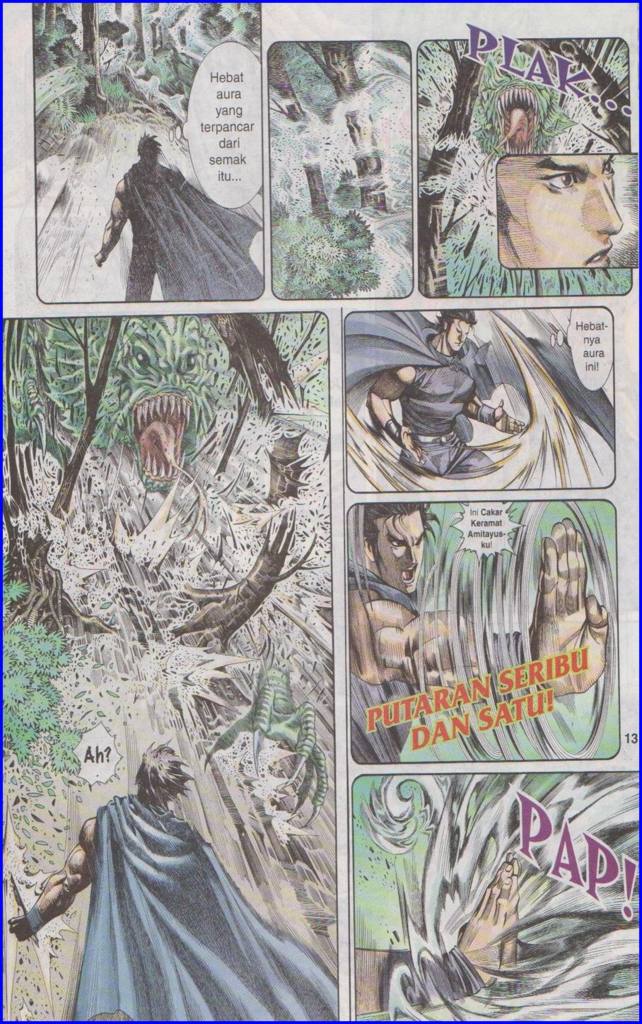 Hebat
aura
yang
terpancar
dari
semak
itu...
PLAK...
Ah?
Hebat-
nya
aura
ini!
Ini Cakar
Keramat
Amitayus-
ku!
PUTARAN SERIBU
DAN SATU!
13
PAP!